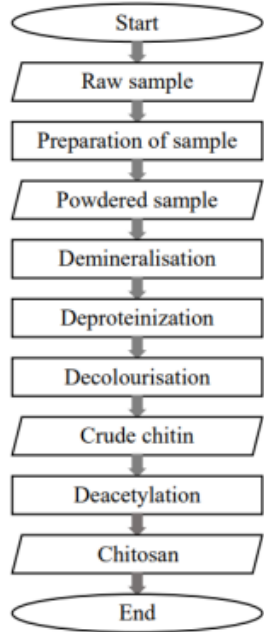 Start
Raw sample
Preparation of sample
Powdered sample
Demineralisation
Deproteinization
Decolourisation
Crude chitin
Deacetylation
Chitosan
End